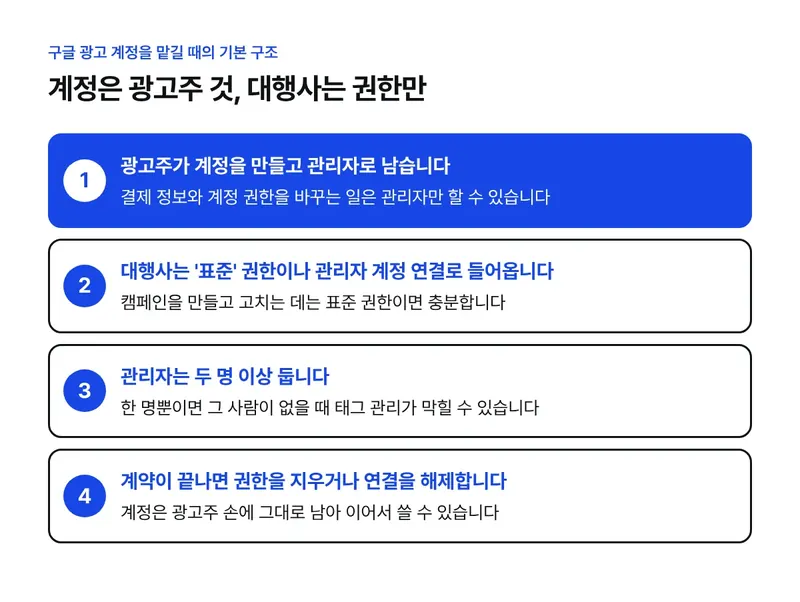 구글 광고 계정을 맡길 때의 기본 구조
계정은 광고주 것, 대행사는 권한만
1
광고주가 계정을 만들고 관리자로 남습니다
결제 정보와 계정 권한을 바꾸는 일은 관리자만 할 수 있습니다
2
대행사는 '표준' 권한이나 관리자 계정 연결로 들어옵니다
캠페인을 만들고 고치는 데는 표준 권한이면 충분합니다
3
관리자는 두 명 이상 둡니다
한 명뿐이면 그 사람이 없을 때 태그 관리가 막힐 수 있습니다
4
계약이 끝나면 권한을 지우거나 연결을 해제합니다
계정은 광고주 손에 그대로 남아 이어서 쓸 수 있습니다